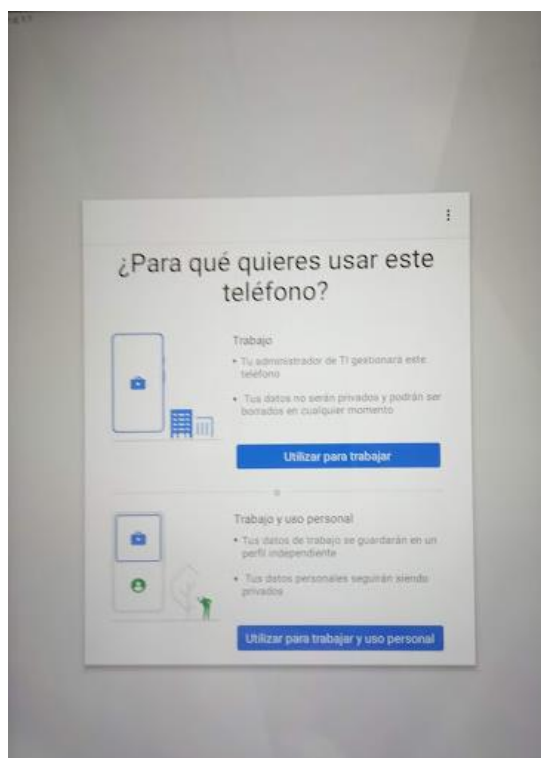 ¿Para qué quieres usar este
teléfono?
Trabajo
• Tu administrador de TI gestionará este
teléfono
• Tus datos no serán privados y podrán ser
borrados en cualquier momento
Utilizar para trabajar
Trabajo y uso personal
• Tus datos de trabajo se guardarán en un
perfil independiente
• Tus datos personales seguirán siendo
privados
Utilizar para trabajar y uso personal